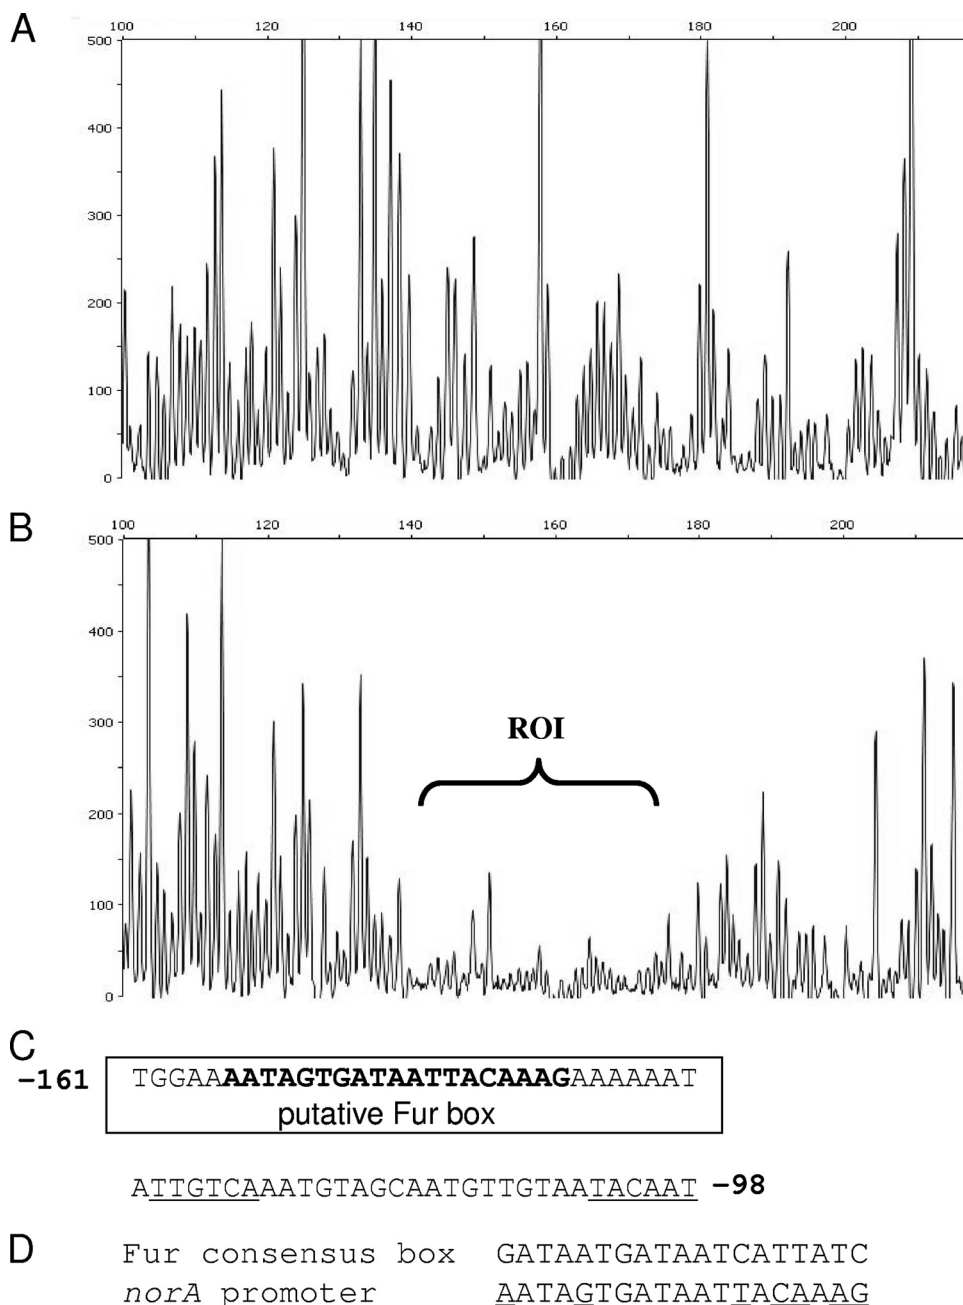 A
100 120 140 160 180 200
500
400
300
200
100
0
B
100 120 140 160 180 200
500
400
300
200
100
0
ROI
C
−161 TGGAAAATAGTGATAATTACAAAGAAAAAAT
putative Fur box
ATTGTCAAATGTAGCAATGTTGTAATACAAT −98
D Fur consensus box GATAATGATAATCATTATC
norA promoter AATAGTGATAATTACAAAG